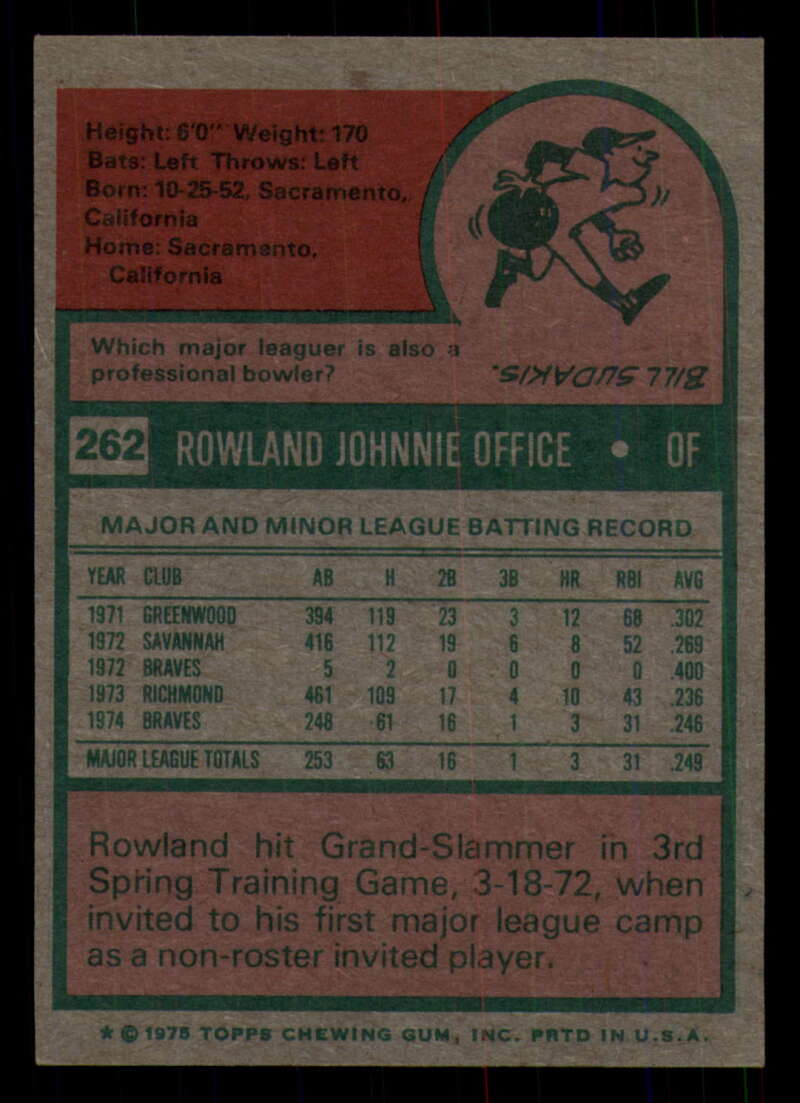 Height: 6'0" Weight: 170
Bats: Left Throws: Left
Born: 10-25-52, Sacramento,
California
Home: Sacramento,
California
Which major leaguer is also a
professional bowler?
BILL SUDAKIS.
262 ROWLAND JOHNNIE OFFICE • OF
MAJOR AND MINOR LEAGUE BATTING RECORD
YEAR CLUB AB H 2B 3B HR RBI AVG
1971 GREENWOOD 394 119 23 3 12 68 .302
1972 SAVANNAH 416 112 19 6 8 52 .269
1972 BRAVES 5 2 0 0 0 0 .400
1973 RICHMOND 461 109 17 4 10 43 .236
1974 BRAVES 248 61 16 1 3 31 .246
MAJOR LEAGUE TOTALS 253 63 16 1 3 31 .249
Rowland hit Grand-Slammer in 3rd
Spring Training Game, 3-18-72, when
invited to his first major league camp
as a non-roster invited player.
* © 1975 TOPPS CHEWING GUM, INC. PRTD IN U.S.A.